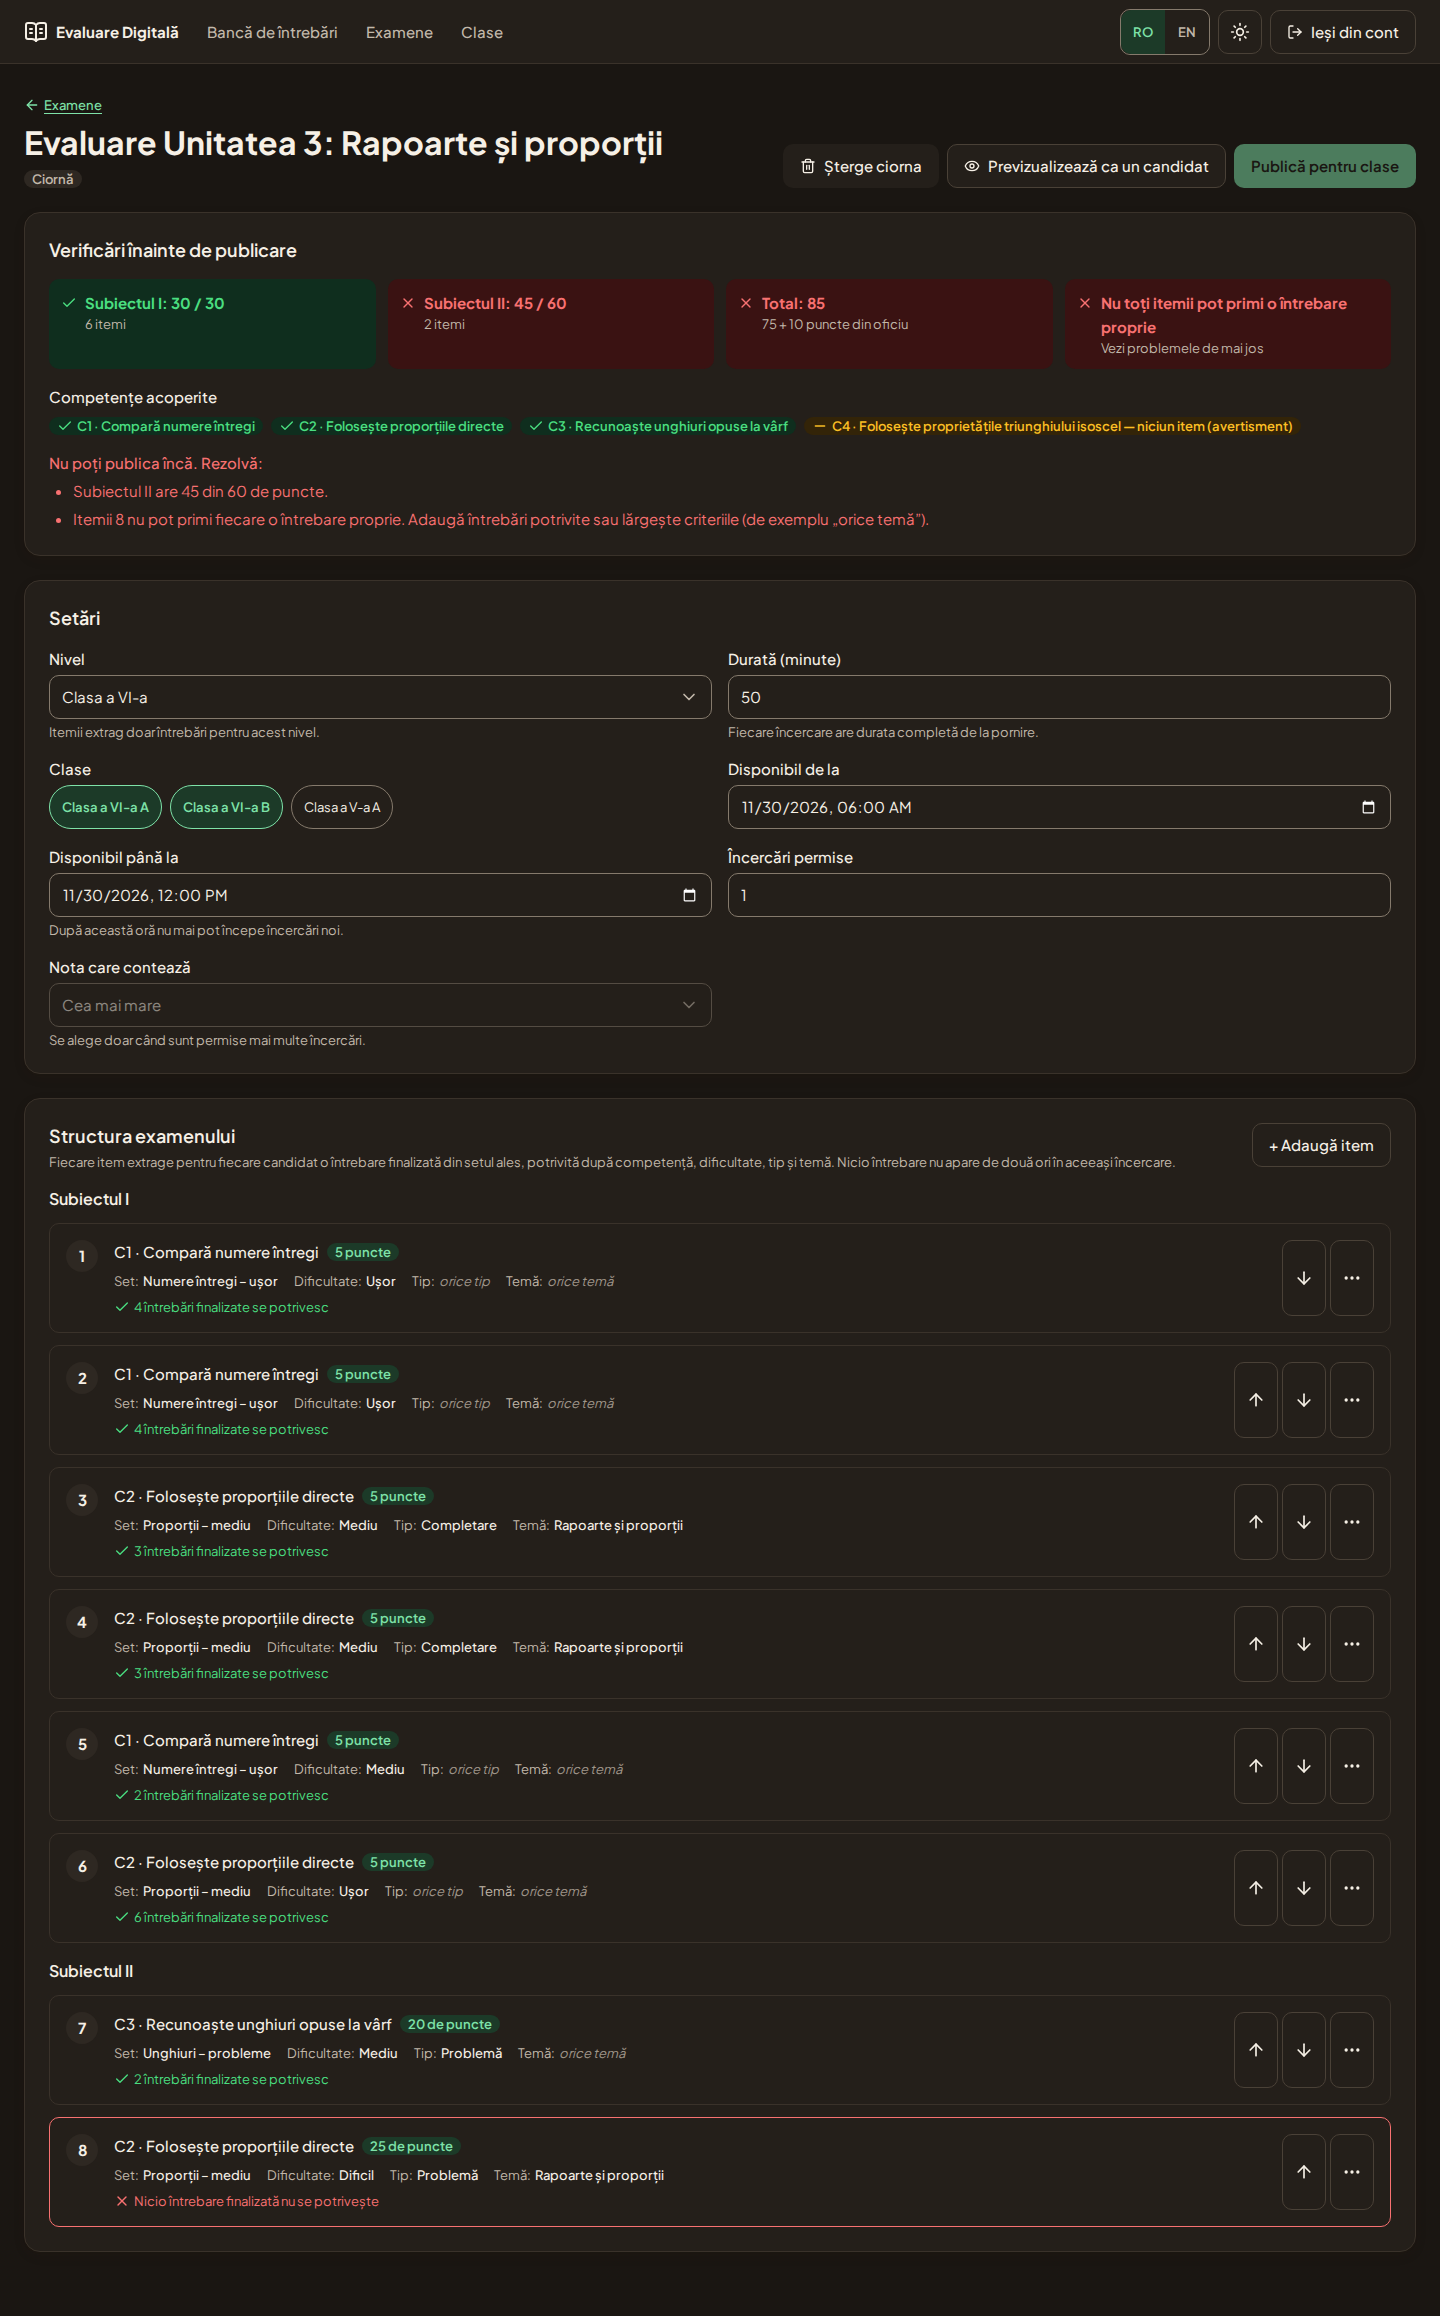 Evaluare Digitală
Bancă de întrebări
Examene
Clase
RO
EN
Ieși din cont
Examene
Evaluare Unitatea 3: Rapoarte și proporții
Ciornă
Șterge ciorna
Previzualizează ca un candidat
Publică pentru clase
Verificări înainte de publicare
Subiectul I: 30 / 30
6 itemi
Subiectul II: 45 / 60
2 itemi
Total: 85
75 + 10 puncte din oficiu
Nu toți itemii pot primi o întrebare
proprie
Vezi problemele de mai jos
Competențe acoperite
C1 · Compară numere întregi
C2 · Folosește proporțiile directe
C3 · Recunoaște unghiuri opuse la vârf
C4 · Folosește proprietățile triunghiului isoscel — niciun item (avertisment)
Nu poți publica încă. Rezolvă:
• Subiectul II are 45 din 60 de puncte.
• Itemii 8 nu pot primi fiecare o întrebare proprie. Adaugă întrebări potrivite sau lărgește criteriile (de exemplu „orice temă”).
Setări
Nivel
Clasa a VI-a
Itemii extrag doar întrebări pentru acest nivel.
Durată (minute)
50
Fiecare încercare are durata completă de la pornire.
Clase
Clasa a VI-a A
Clasa a VI-a B
Clasa a V-a A
Disponibil de la
11/30/2026, 06:00 AM
Disponibil până la
11/30/2026, 12:00 PM
După această oră nu mai pot începe încercări noi.
Încercări permise
1
Nota care contează
Cea mai mare
Se alege doar când sunt permise mai multe încercări.
Structura examenului
Fiecare item extrage pentru fiecare candidat o întrebare finalizată din setul ales, potrivită după competență, dificultate, tip și temă. Nicio întrebare nu apare de două ori în aceeași încercare.
+ Adaugă item
Subiectul I
1
C1 · Compară numere întregi 5 puncte
Set: Numere întregi – ușor Dificultate: Ușor Tip: orice tip Temă: orice temă
4 întrebări finalizate se potrivesc
2
C1 · Compară numere întregi 5 puncte
Set: Numere întregi – ușor Dificultate: Ușor Tip: orice tip Temă: orice temă
4 întrebări finalizate se potrivesc
3
C2 · Folosește proporțiile directe 5 puncte
Set: Proporții – mediu Dificultate: Mediu Tip: Completare Temă: Rapoarte și proporții
3 întrebări finalizate se potrivesc
4
C2 · Folosește proporțiile directe 5 puncte
Set: Proporții – mediu Dificultate: Mediu Tip: Completare Temă: Rapoarte și proporții
3 întrebări finalizate se potrivesc
5
C1 · Compară numere întregi 5 puncte
Set: Numere întregi – ușor Dificultate: Mediu Tip: orice tip Temă: orice temă
2 întrebări finalizate se potrivesc
6
C2 · Folosește proporțiile directe 5 puncte
Set: Proporții – mediu Dificultate: Ușor Tip: orice tip Temă: orice temă
6 întrebări finalizate se potrivesc
Subiectul II
7
C3 · Recunoaște unghiuri opuse la vârf 20 de puncte
Set: Unghiuri – probleme Dificultate: Mediu Tip: Problemă Temă: orice temă
2 întrebări finalizate se potrivesc
8
C2 · Folosește proporțiile directe 25 de puncte
Set: Proporții – mediu Dificultate: Dificil Tip: Problemă Temă: Rapoarte și proporții
Nicio întrebare finalizată nu se potrivește